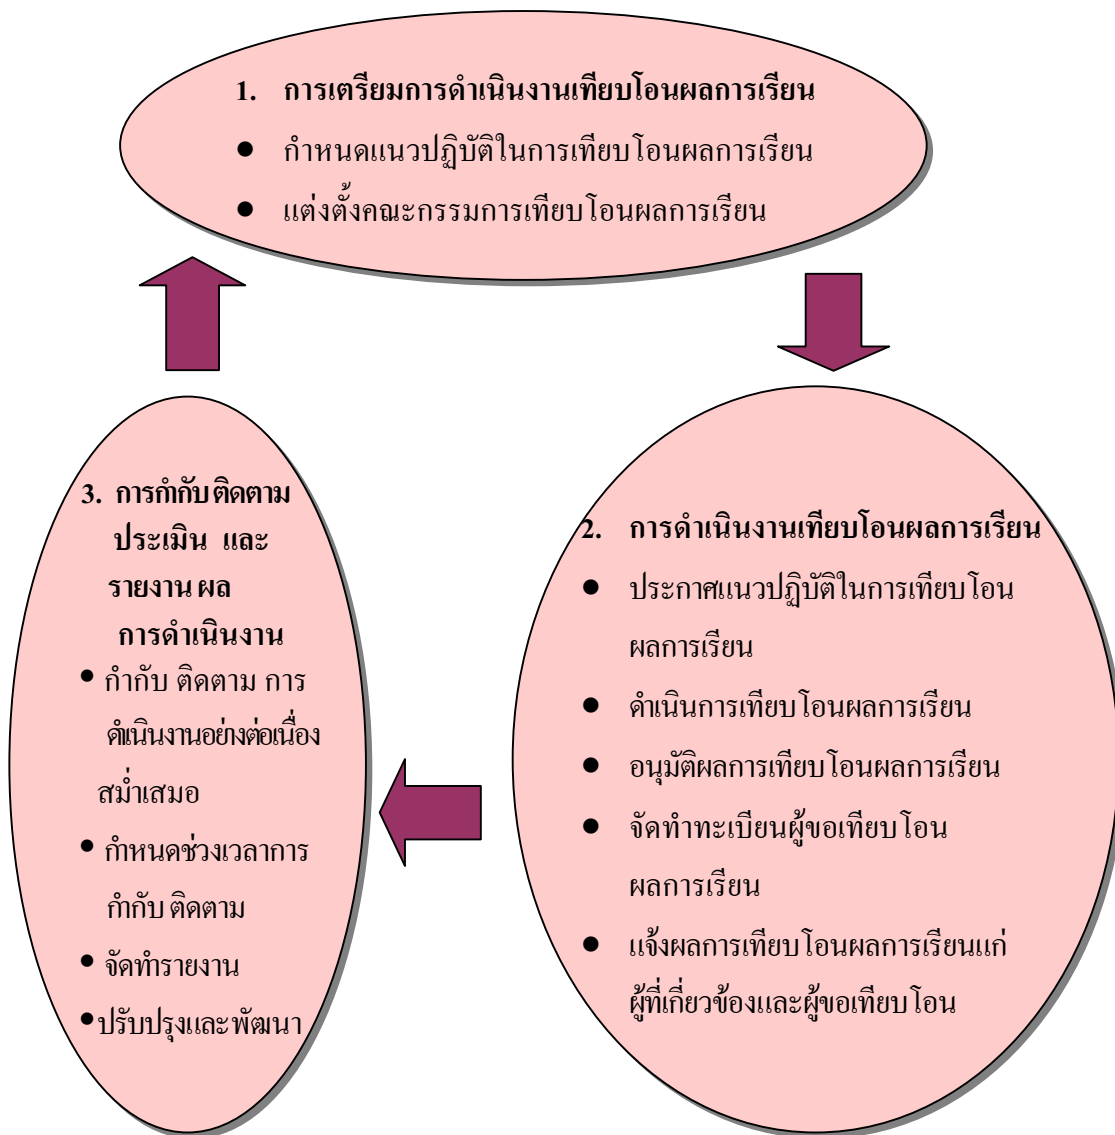 1. การเตรียมการดำเนินงานเทียบโอนผลการเรียน
● กำหนดแนวปฏิบัติในการเทียบโอนผลการเรียน
● แต่งตั้งคณะกรรมการเทียบโอนผลการเรียน
2. การดำเนินงานเทียบโอนผลการเรียน
● ประกาศแนวปฏิบัติในการเทียบโอน
ผลการเรียน
● ดำเนินการเทียบโอนผลการเรียน
● อนุมัติผลการเทียบโอนผลการเรียน
● จัดทำทะเบียนผู้ขอเทียบโอน
ผลการเรียน
● แจ้งผลการเทียบโอนผลการเรียนแก่
ผู้ที่เกี่ยวข้องและผู้ขอเทียบโอน
3. การกำกับ ติดตาม
ประเมิน และ
รายงาน ผล
การดำเนินงาน
● กำกับ ติดตาม การ
ดำเนินงานอย่างต่อเนื่อง
สม่ำเสมอ
● กำหนดช่วงเวลาการ
กำกับ ติดตาม
● จัดทำรายงาน
● ปรับปรุงและพัฒนา